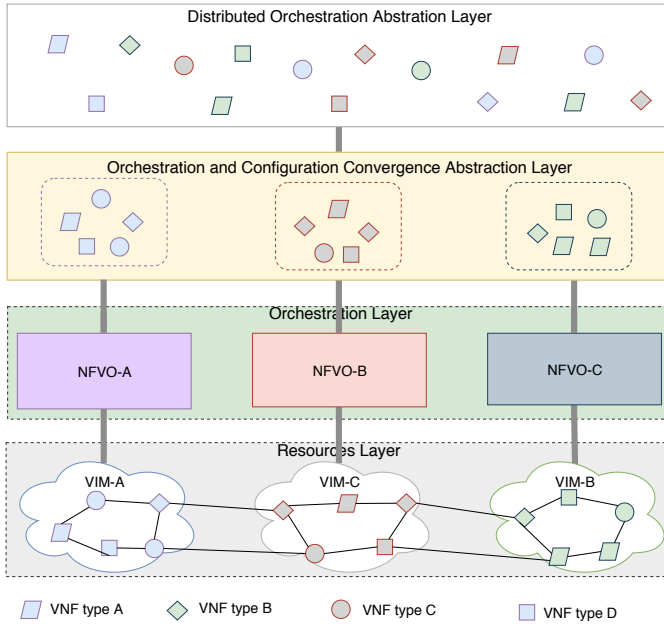 Distributed Orchestration Abstration Layer
Orchestration and Configuration Convergence Abstraction Layer
Orchestration Layer
NFVO-A
NFVO-B
NFVO-C
Resources Layer
VIM-A
VIM-C
VIM-B
VNF type A
VNF type B
VNF type C
VNF type D